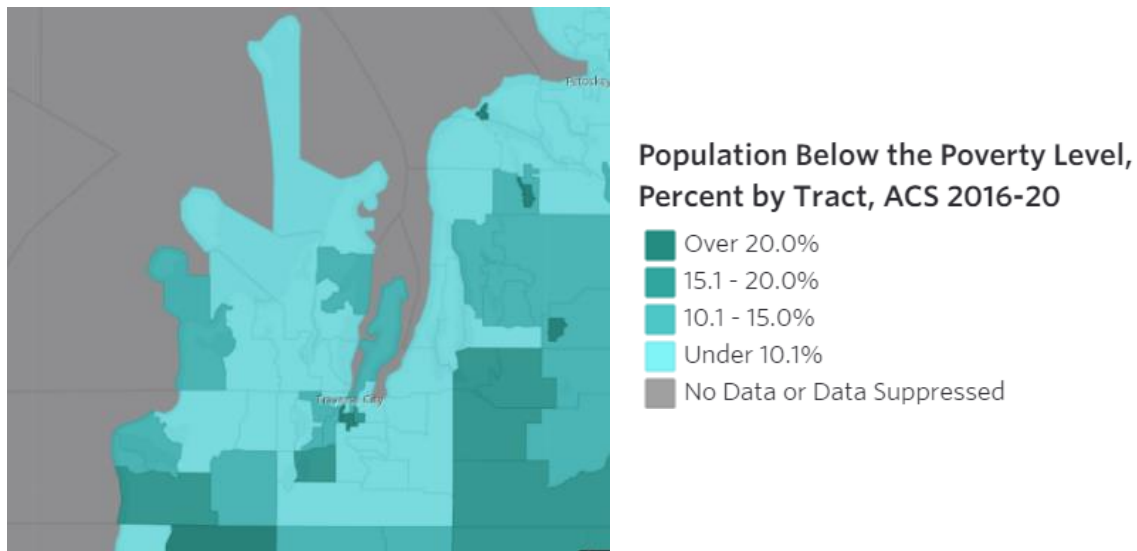 Petoskey
Traverse City
Population Below the Poverty Level,
Percent by Tract, ACS 2016-20
Over 20.0%
15.1 - 20.0%
10.1 - 15.0%
Under 10.1%
No Data or Data Suppressed